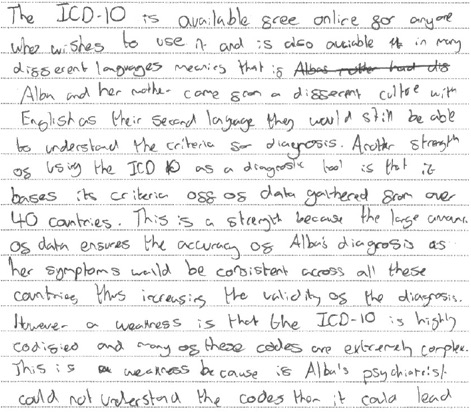 The ICD-10 is available free online for anyone
who wishes to use it and is also available in many
different languages meaning that if Albas mother had dis
Alba and her mother came from a different culture with
English as their second language they would still be able
to understand the criteria for diagnosis. Another strength
of using the ICD 10 as a diagnostic tool is that it
bases its criteria off of data gathered from over
40 countries. This is a strength because the large amount
of data ensures the accuracy of Alba's diagnosis as
her symptoms would be consistent across all these
countries, thus increasing the validity of the diagnosis.
However a weakness is that the ICD-10 is highly
codified and many of these codes are extremely complex.
This is a weakness because if Alba's psychiatrist
could not understand the codes then it could lead